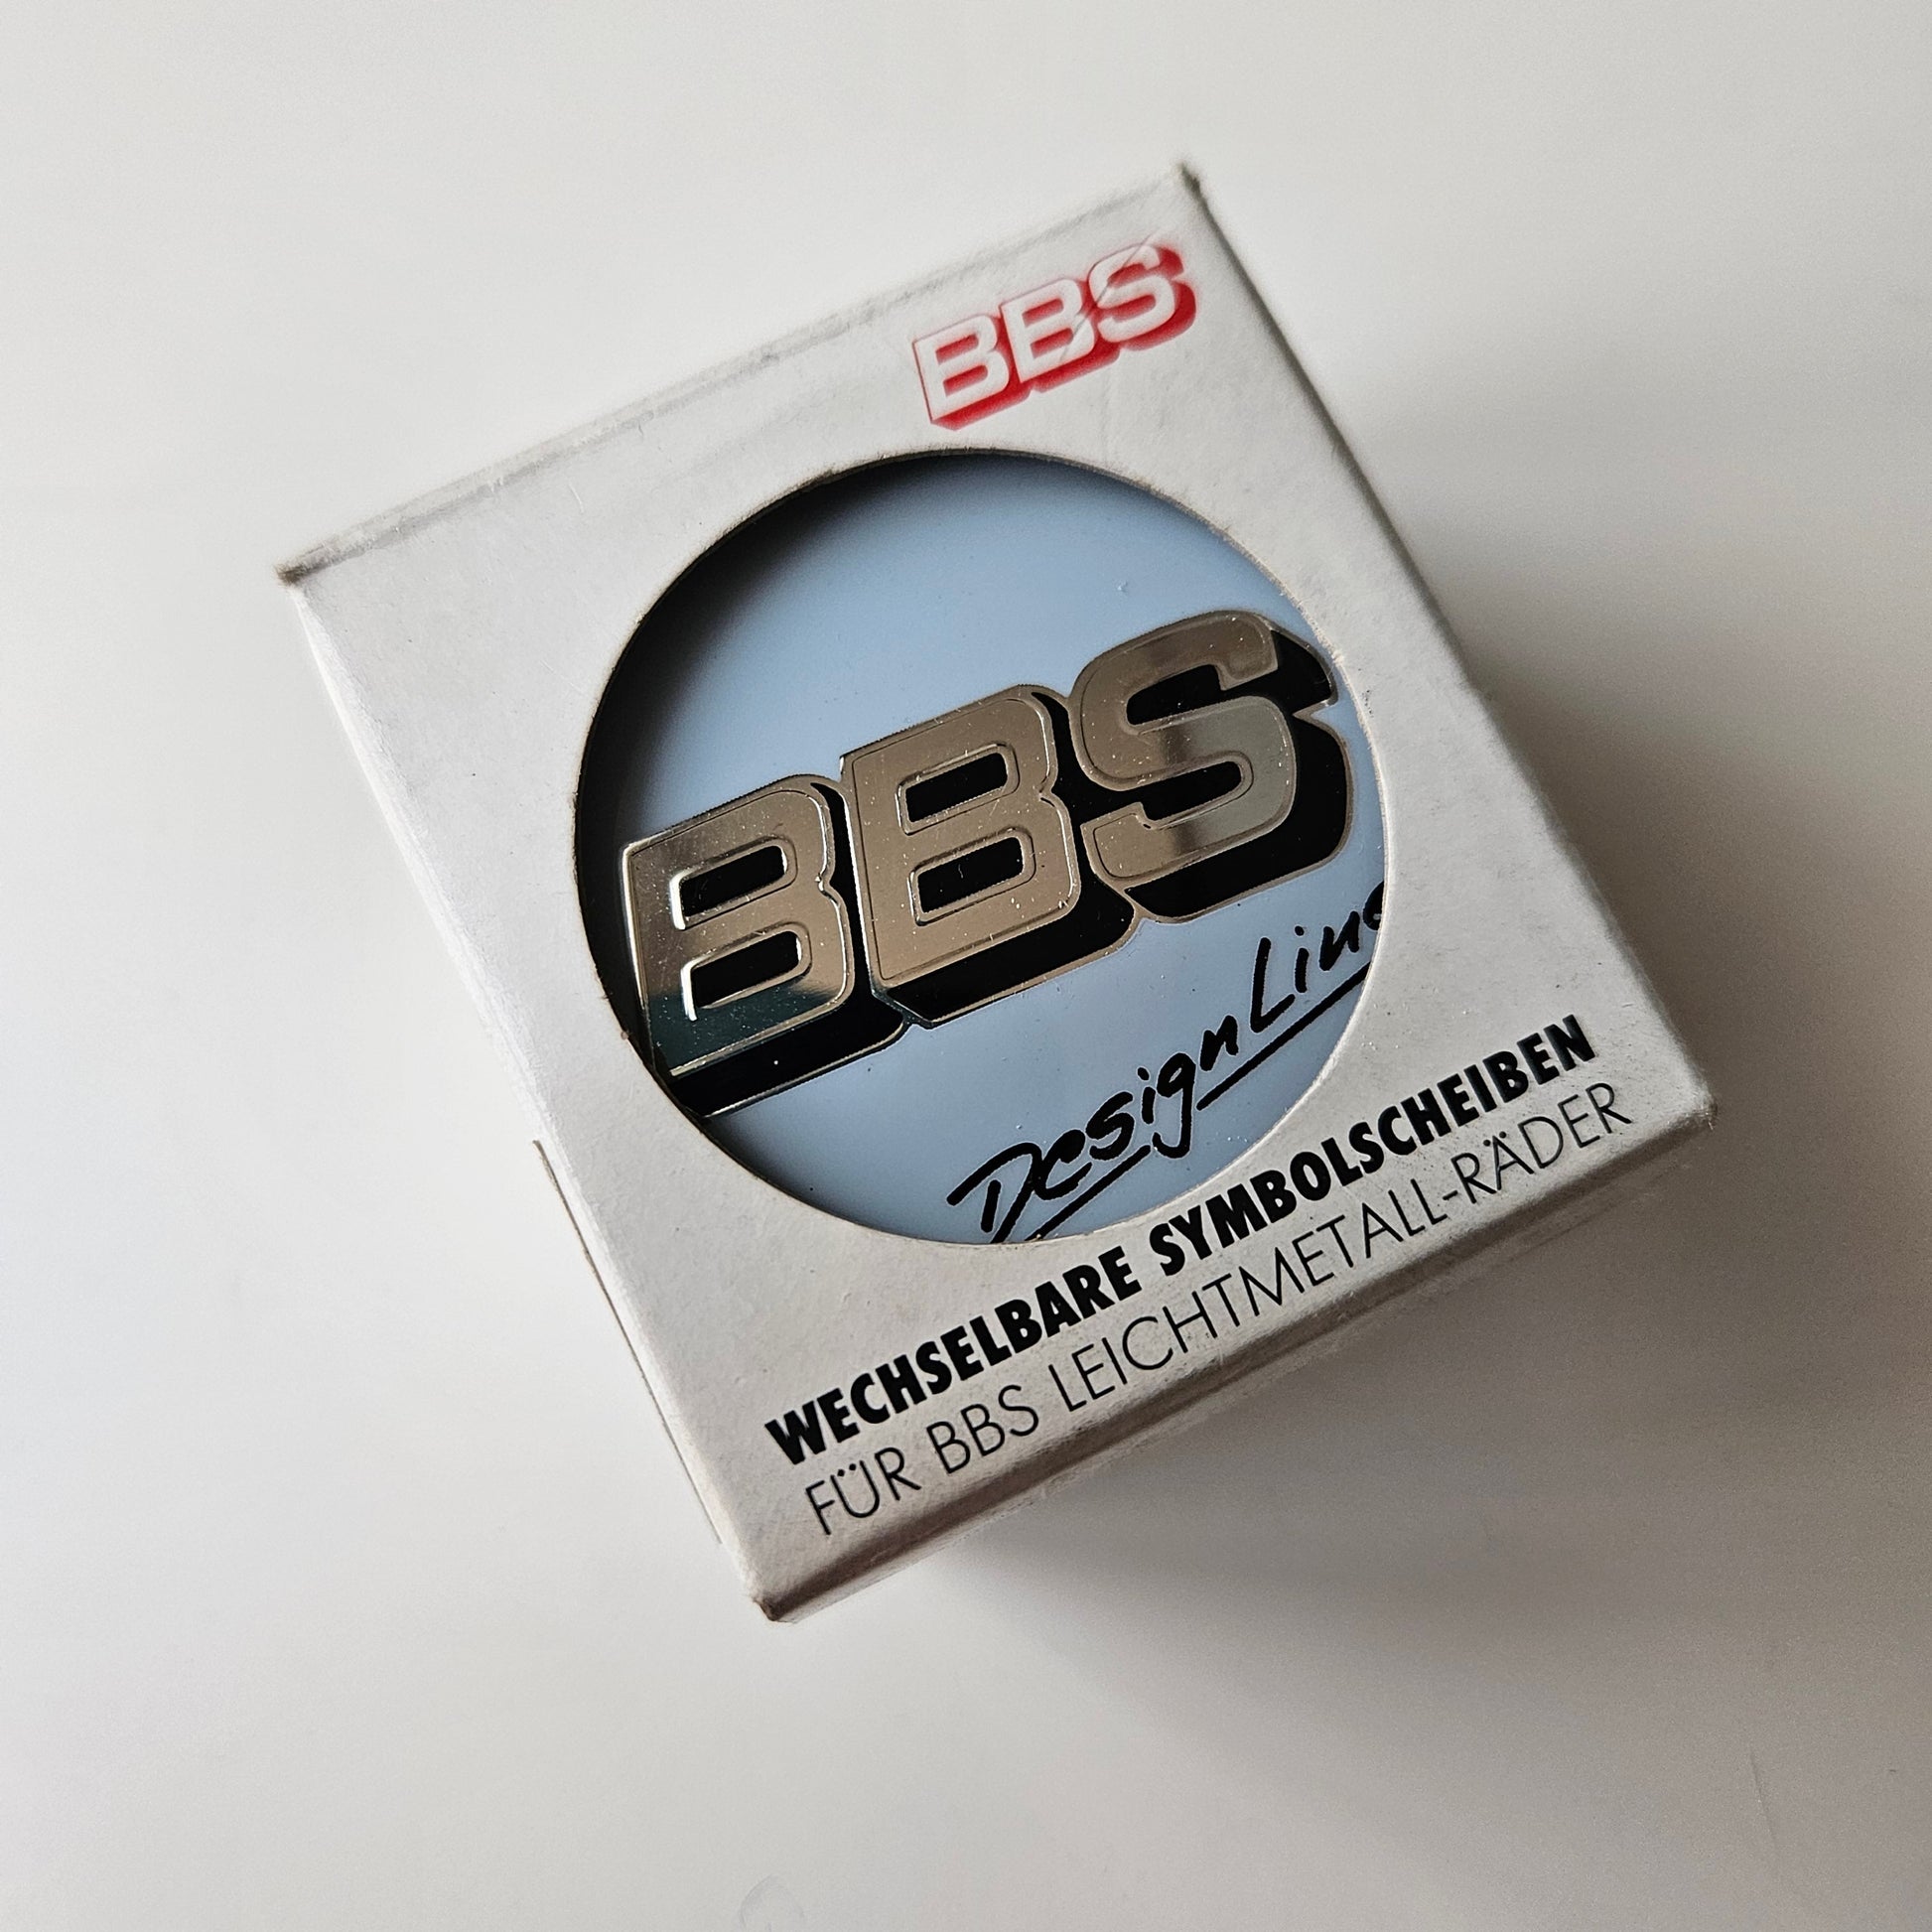 BBS
BBS
Design Line
WECHSELBARE SYMBOLSCHEIBEN
FÜR BBS LEICHTMETALL-RÄDER